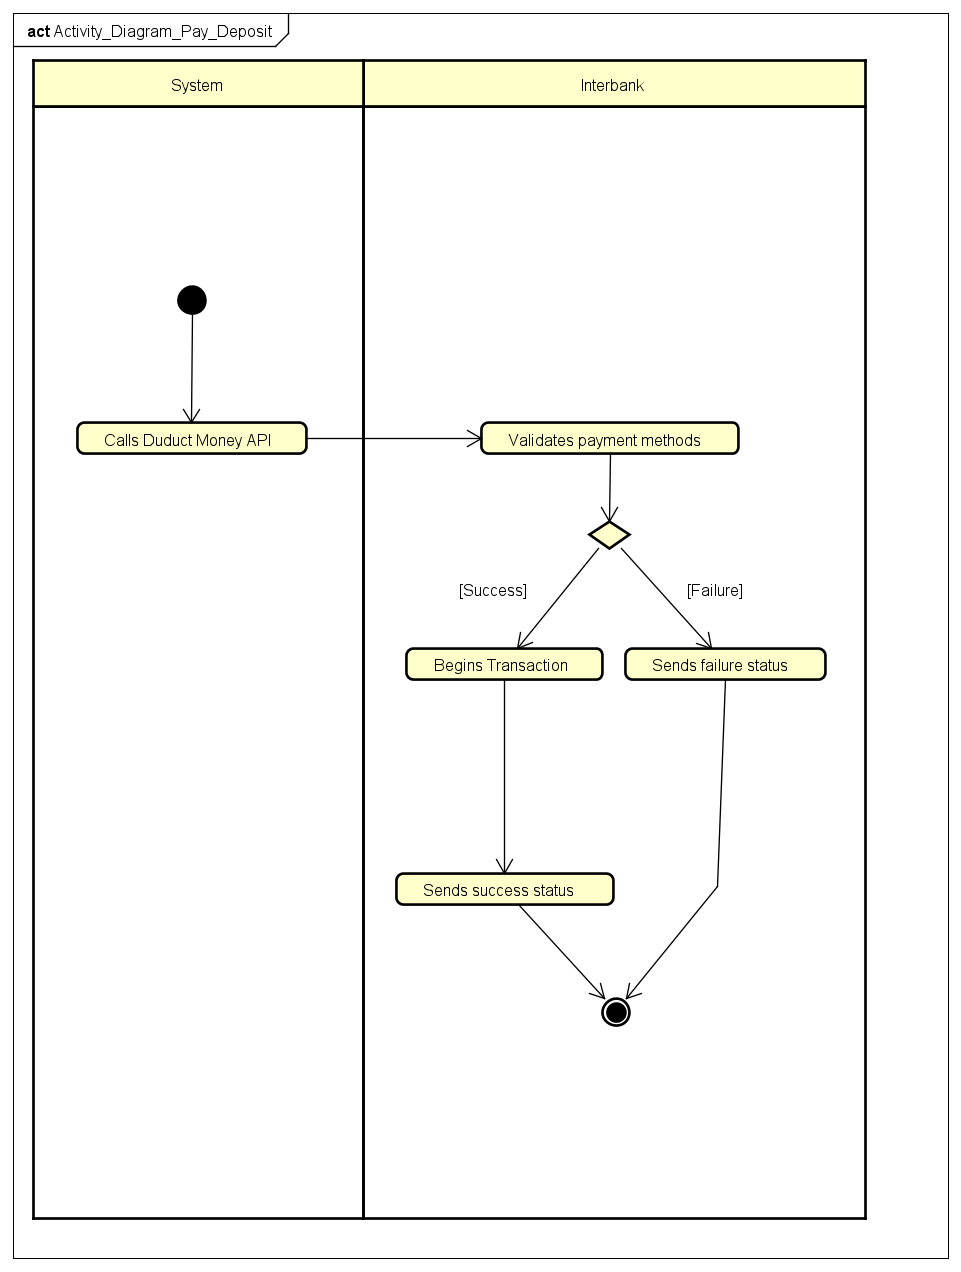 act Activity_Diagram_Pay_Deposit
System
Interbank
Calls Duduct Money API
Validates payment methods
[Success]
[Failure]
Begins Transaction
Sends failure status
Sends success status